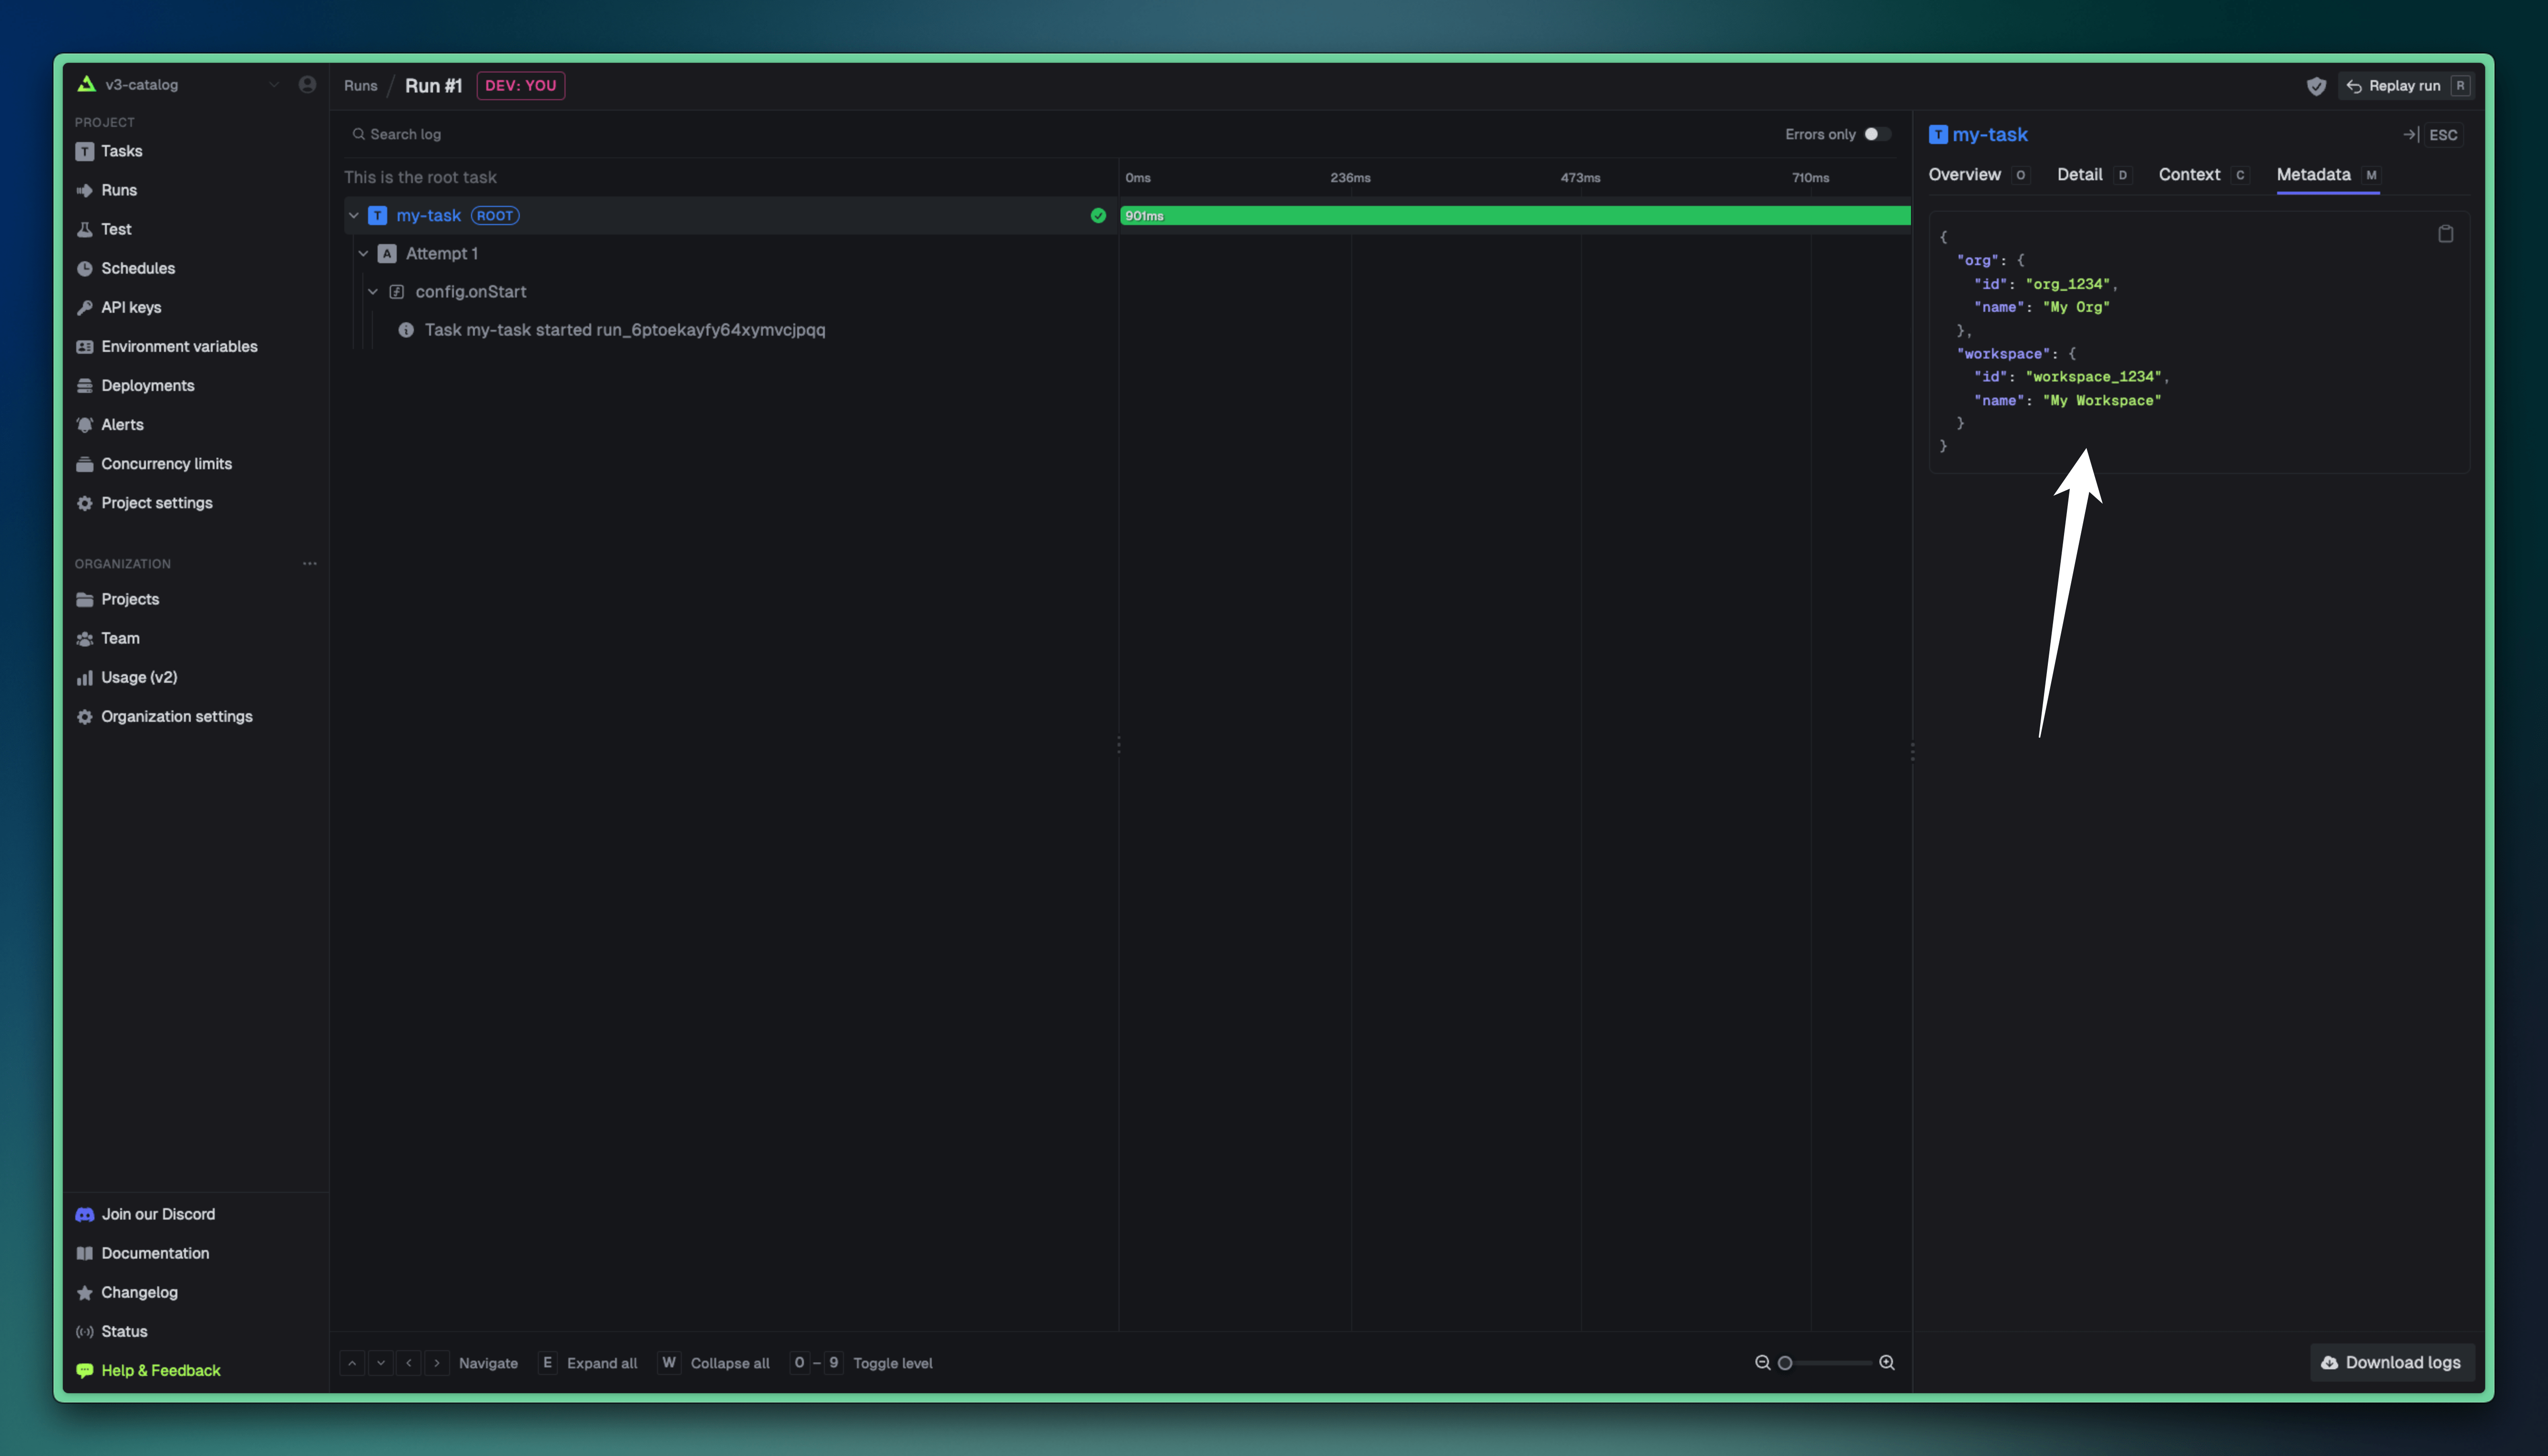 v3-catalog
PROJECT
T Tasks
Runs
Test
Schedules
API keys
Environment variables
Deployments
Alerts
Concurrency limits
Project settings
ORGANIZATION
Projects
Team
Usage (v2)
Organization settings
Join our Discord
Documentation
Changelog
Status
Help & Feedback
Runs / Run #1 DEV: YOU
Replay run R
Search log
Errors only
This is the root task
0ms 236ms 473ms 710ms
T my-task ROOT
901ms
A Attempt 1
config.onStart
Task my-task started run_6ptoekayfy64xymvcjpqq
Navigate E Expand all W Collapse all 0 – 9 Toggle level
T my-task
ESC
Overview O Detail D Context C Metadata M
{
"org": {
"id": "org_1234",
"name": "My Org"
},
"workspace": {
"id": "workspace_1234",
"name": "My Workspace"
}
}
Download logs